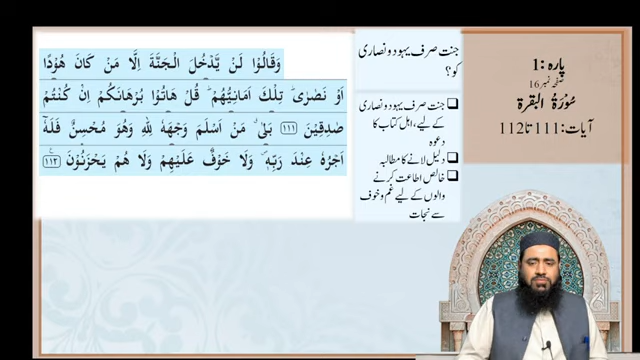 پارہ : 1
صفحہ نمبر 16
سُوْرَۃُ الْبَقَرَۃِ
آیات: 111 تا 112
جنت صرف یہود و نصاریٰ
کو؟
جنت صرف یہود و نصاریٰ
کے لیے، اہل کتاب کا
دعوہ
دلیل لانے کا مطالبہ
خالص اطاعت کرنے
والوں کے لیے غم و خوف
سے نجات
وَقَالُوْا لَنْ یَّدْخُلَ الْجَنَّةَ اِلَّا مَنْ كَانَ هُوْدًا
اَوْ نَصٰرٰى ؕ تِلْكَ اَمَانِیُّهُمْ ؕ قُلْ هَاتُوْا بُرْهَانَكُمْ اِنْ كُنْتُمْ
صٰدِقِیْنَ ﴿۱۱۱﴾ بَلٰى ۗ مَنْ اَسْلَمَ وَجْهَهٗ لِلّٰهِ وَهُوَ مُحْسِنٌ فَلَهٗۤ
اَجْرُهٗ عِنْدَ رَبِّهٖ ۪ وَلَا خَوْفٌ عَلَیْهِمْ وَلَا هُمْ یَحْزَنُوْنَ ﴿۱۱۲﴾